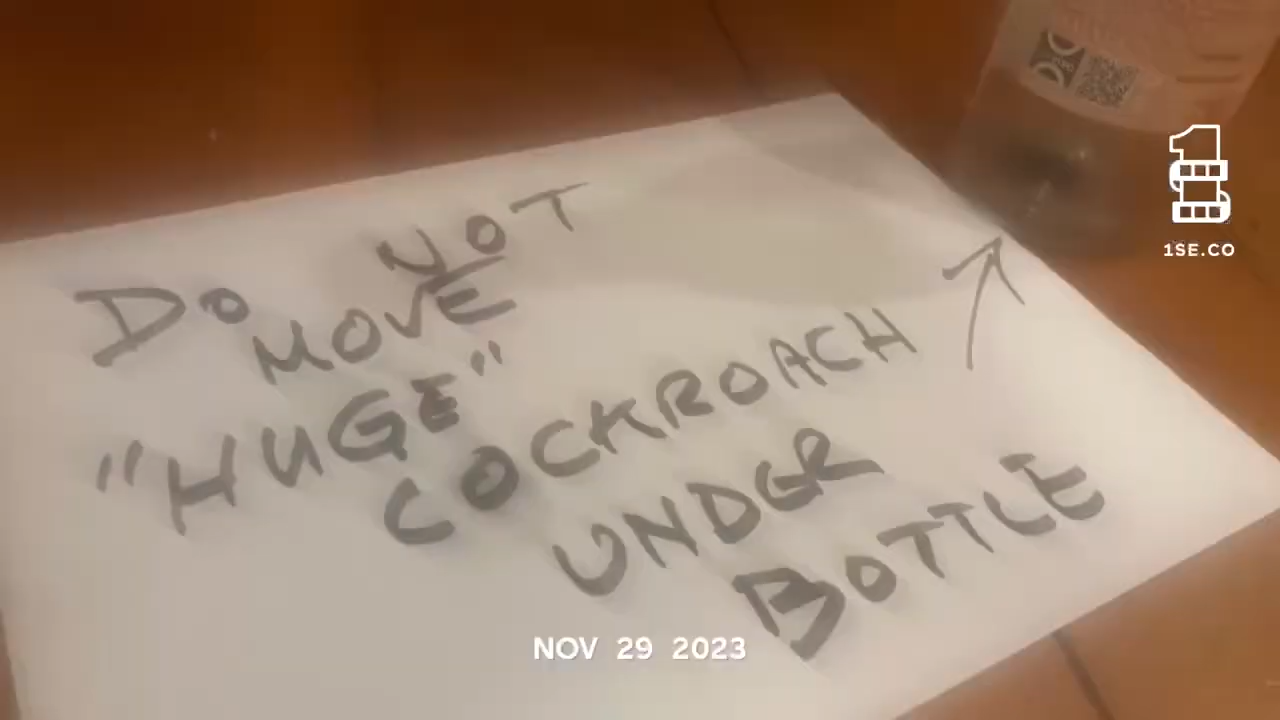 DO NOT
MOVE
"HUGE"
COCKROACH
UNDER
BOTTLE
1SE.CO
NOV 29 2023